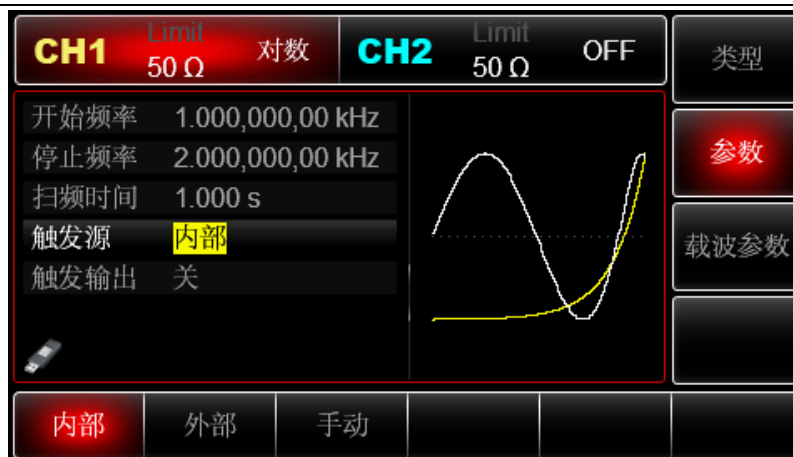 CH1 Limit 50 Ω 对数 CH2 Limit 50 Ω OFF
类型
开始频率 1.000,000,00 kHz
停止频率 2.000,000,00 kHz
参数
扫频时间 1.000 s
触发源 内部
载波参数
触发输出 关
内部 外部 手动